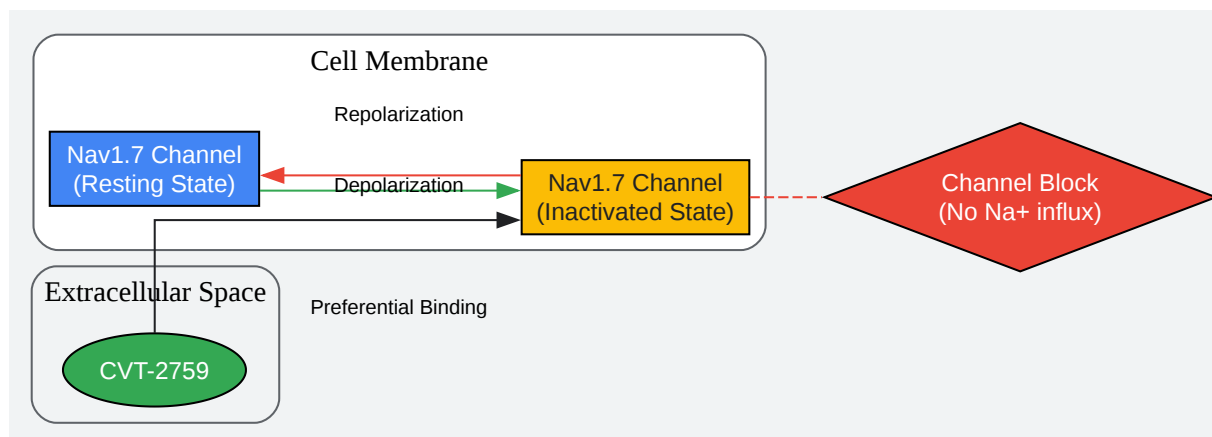 Cell Membrane
Repolarization
Nav1.7 Channel
(Resting State)
Depolarization
Nav1.7 Channel
(Inactivated State)
Channel Block
(No Na+ influx)
Extracellular Space
Preferential Binding
CVT-2759